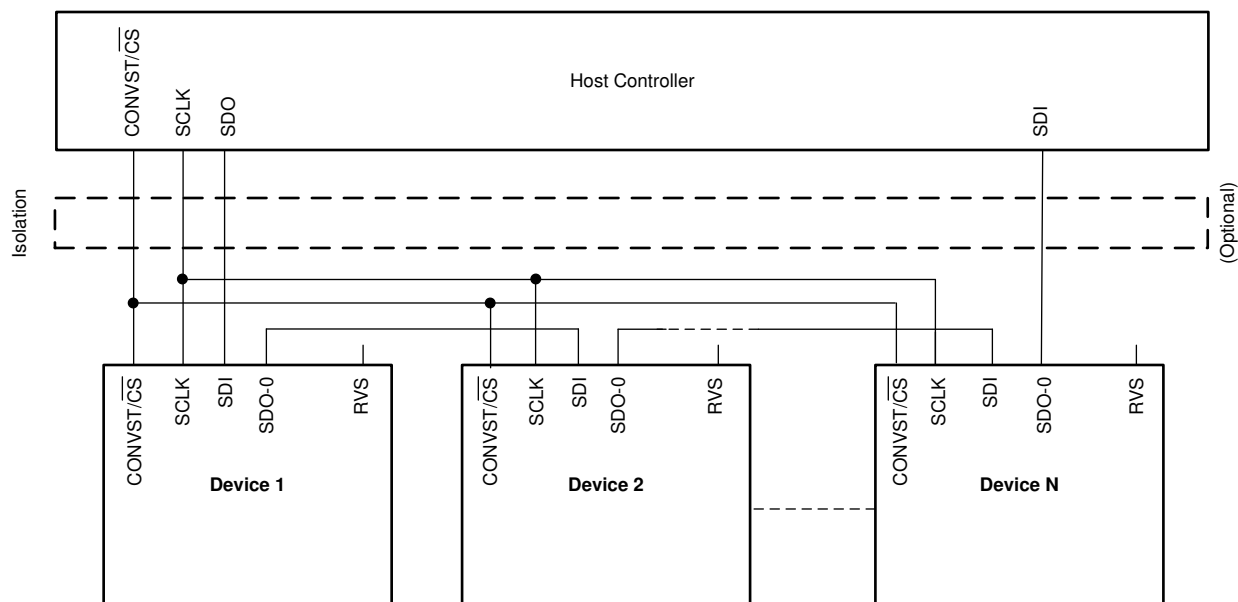 Host Controller
CONVST/CS
SCLK
SDO
SDI
Isolation
(Optional)
CONVST/CS
SCLK
SDI
SDO-0
RVS
Device 1
CONVST/CS
SCLK
SDI
SDO-0
RVS
Device 2
CONVST/CS
SCLK
SDI
SDO-0
RVS
Device N